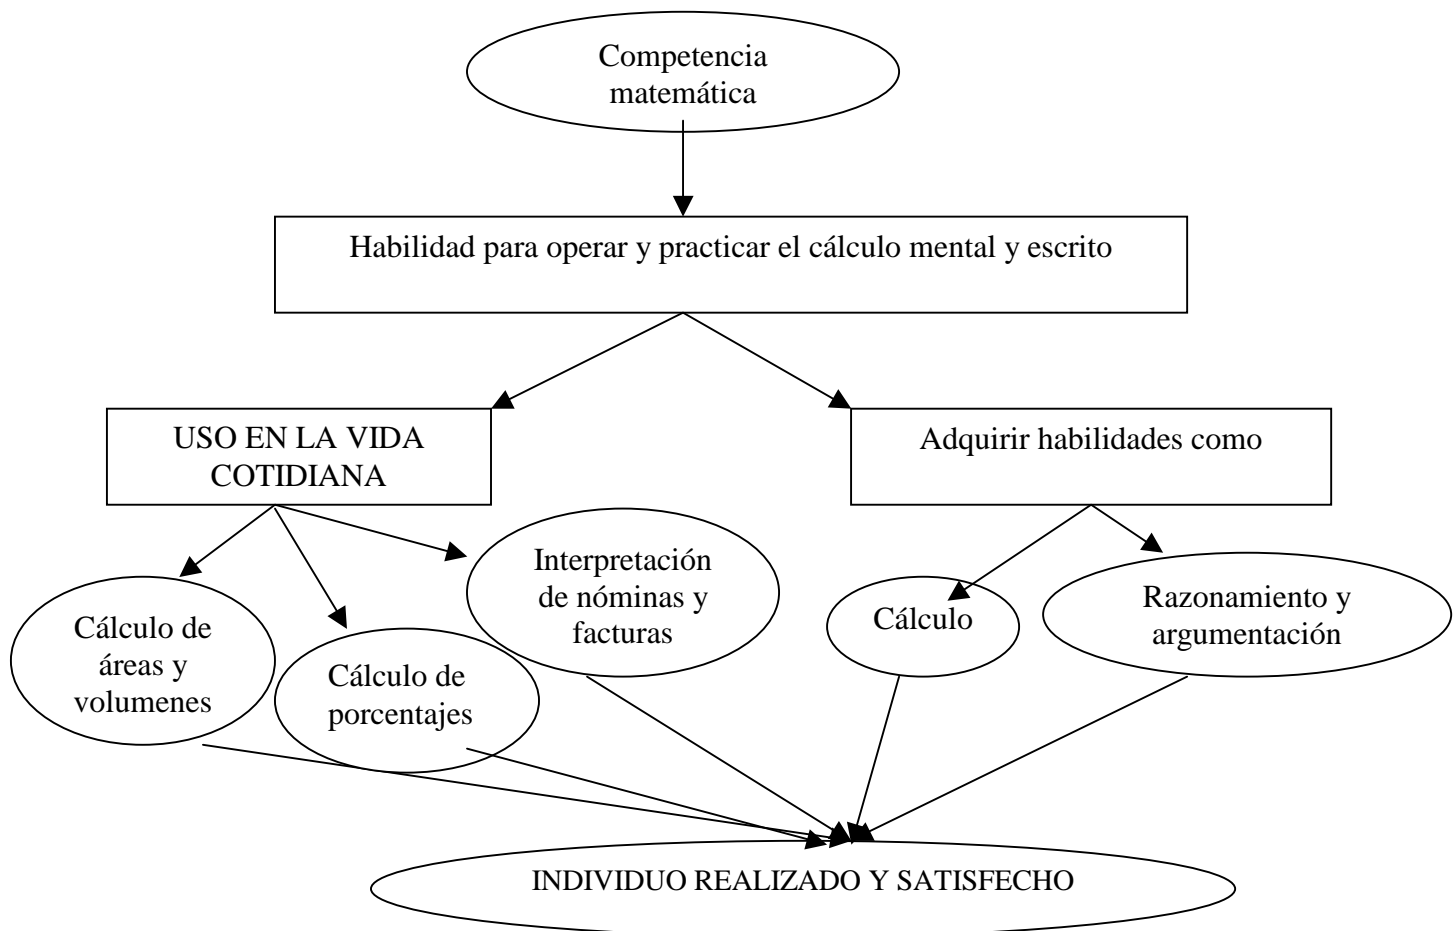 Competencia
matemática
Habilidad para operar y practicar el cálculo mental y escrito
USO EN LA VIDA
COTIDIANA
Adquirir habilidades como
Cálculo de
áreas y
volumenes
Cálculo de
porcentajes
Interpretación
de nóminas y
facturas
Cálculo
Razonamiento y
argumentación
INDIVIDUO REALIZADO Y SATISFECHO